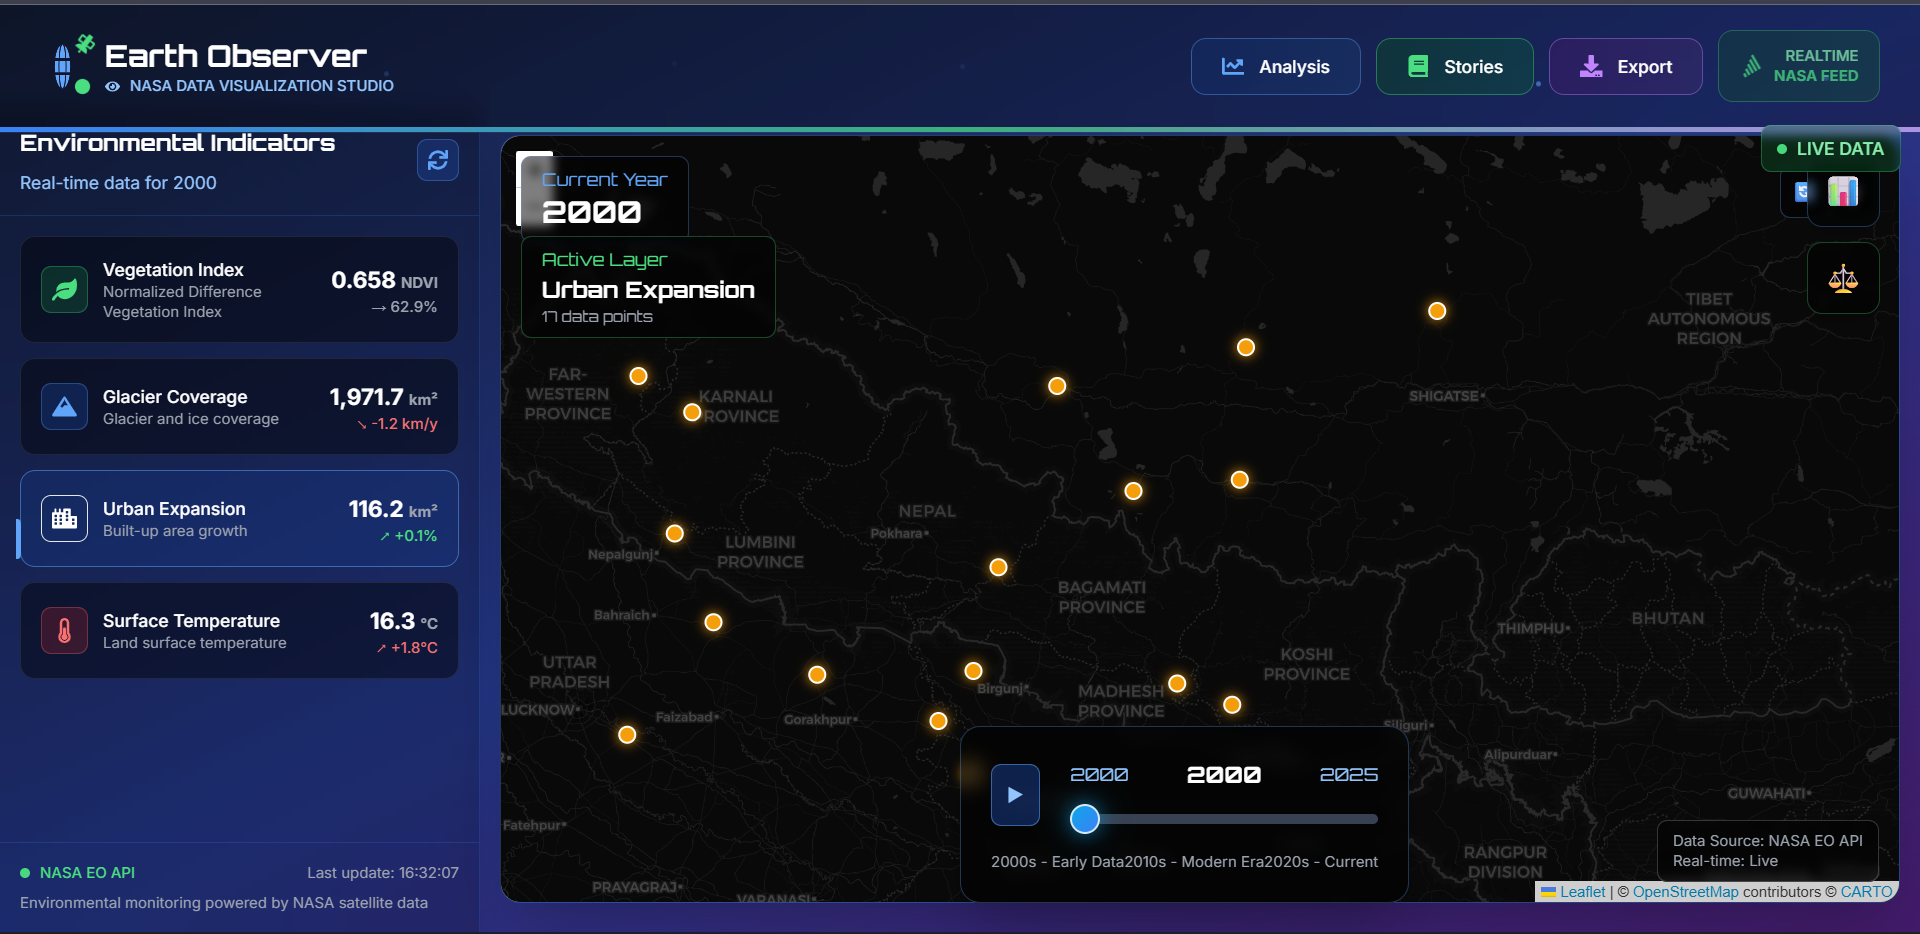 Earth Observer
NASA DATA VISUALIZATION STUDIO
Analysis
Stories
Export
REALTIME
NASA FEED
Environmental Indicators
Real-time data for 2000
Vegetation Index
Normalized Difference
Vegetation Index
0.658 NDVI
→ 62.9%
Glacier Coverage
Glacier and ice coverage
1,971.7 km²
↘ -1.2 km/y
Urban Expansion
Built-up area growth
116.2 km²
↗ +0.1%
Surface Temperature
Land surface temperature
16.3 °C
↗ +1.8°C
NASA EO API
Last update: 16:32:07
Environmental monitoring powered by NASA satellite data
Current Year
2000
Active Layer
Urban Expansion
17 data points
LIVE DATA
TIBET
AUTONOMOUS
REGION
FAR-
WESTERN
PROVINCE
KARNALI
PROVINCE
SHIGATSE
NEPAL
Pokhara
LUMBINI
PROVINCE
Nepalgunj
BAGAMATI
PROVINCE
Bahraich
THIMPHU
BHUTAN
UTTAR
PRADESH
KOSHI
PROVINCE
Birgunj
MADHESH
PROVINCE
LUCKNOW
Faizabad
Gorakhpur
Siliguri
Alipurduar
GUWAHATI
Fatehpur
RANGPUR
DIVISION
PRAYAGRAJ
VARANASI
2000
2000
2025
2000s - Early Data2010s - Modern Era2020s - Current
Data Source: NASA EO API
Real-time: Live
Leaflet | © OpenStreetMap contributors © CARTO